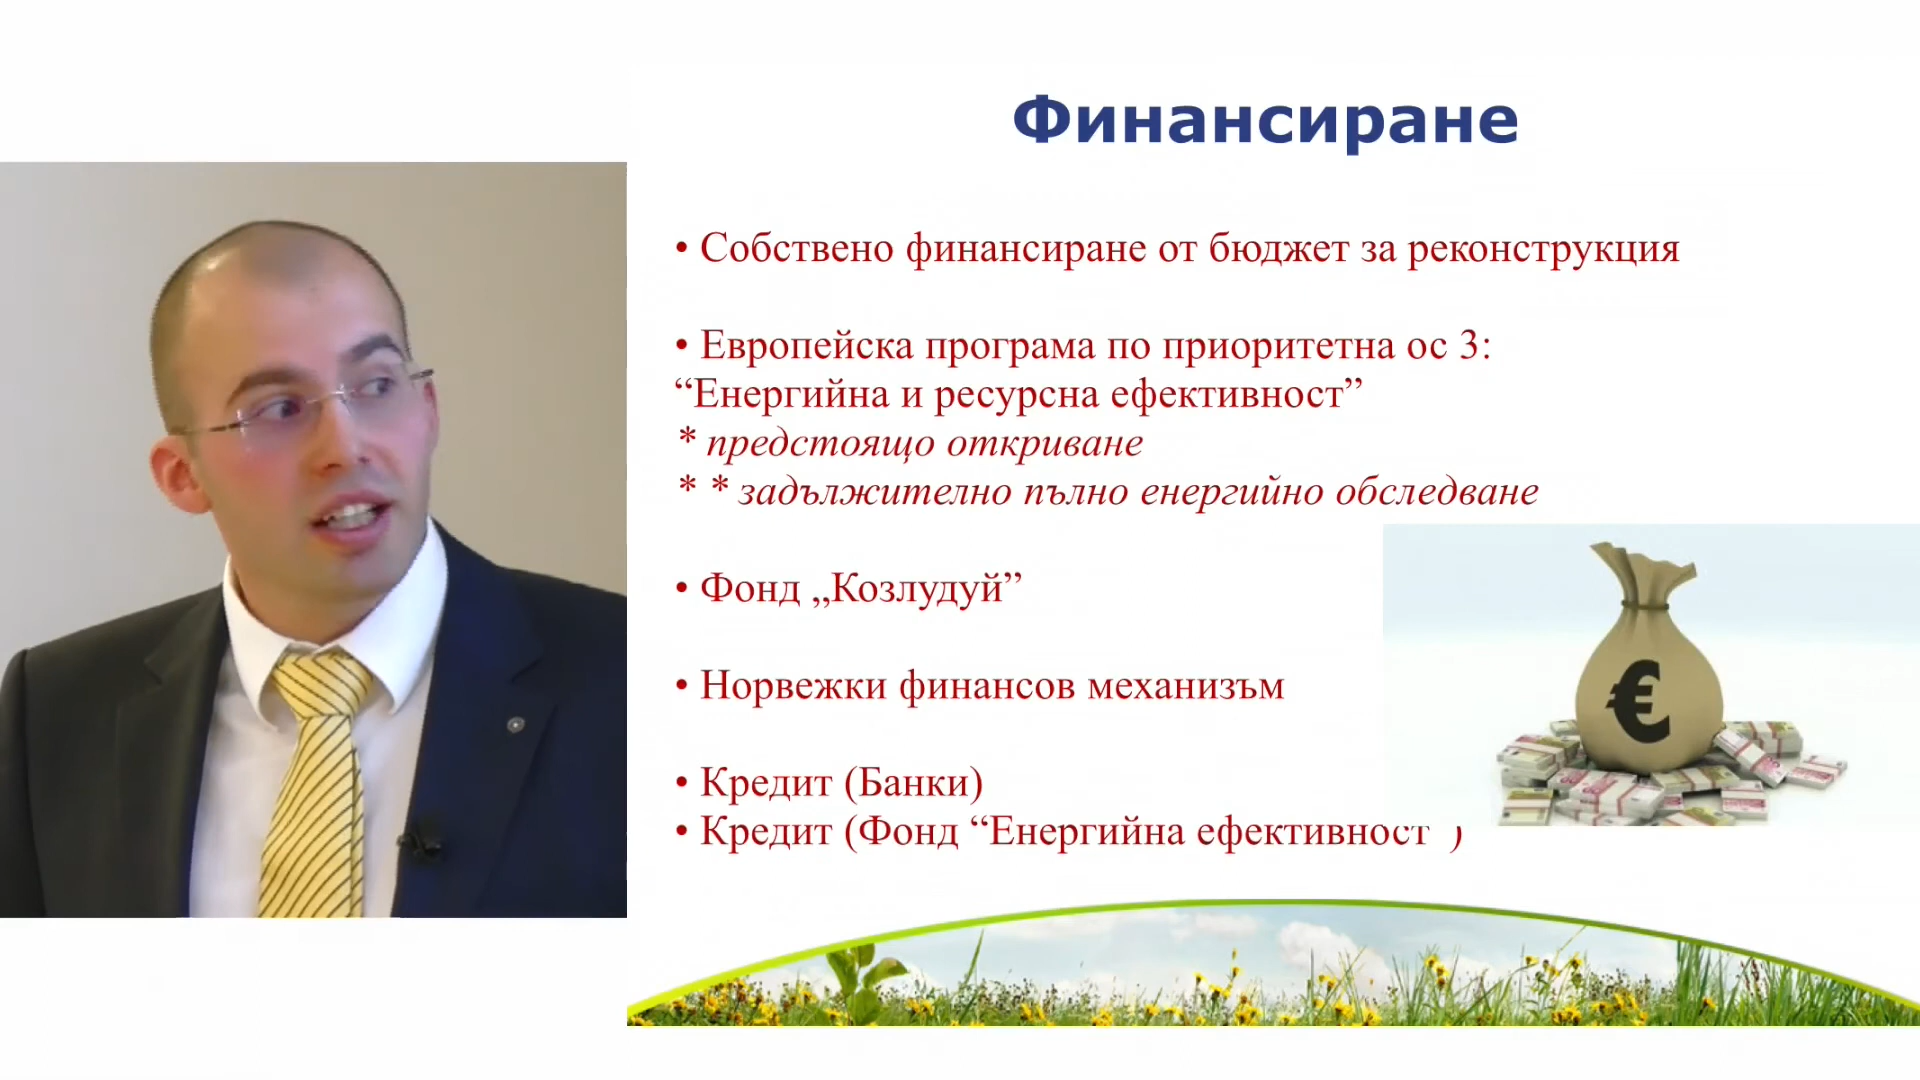 Финансиране
• Собствено финансиране от бюджет за реконструкция
• Европейска програма по приоритетна ос 3:
“Енергийна и ресурсна ефективност”
* предстоящо откриване
* * задължително пълно енергийно обследване
• Фонд „Козлудуй”
• Норвежки финансов механизъм
• Кредит (Банки)
• Кредит (Фонд “Енергийна ефективност )
€